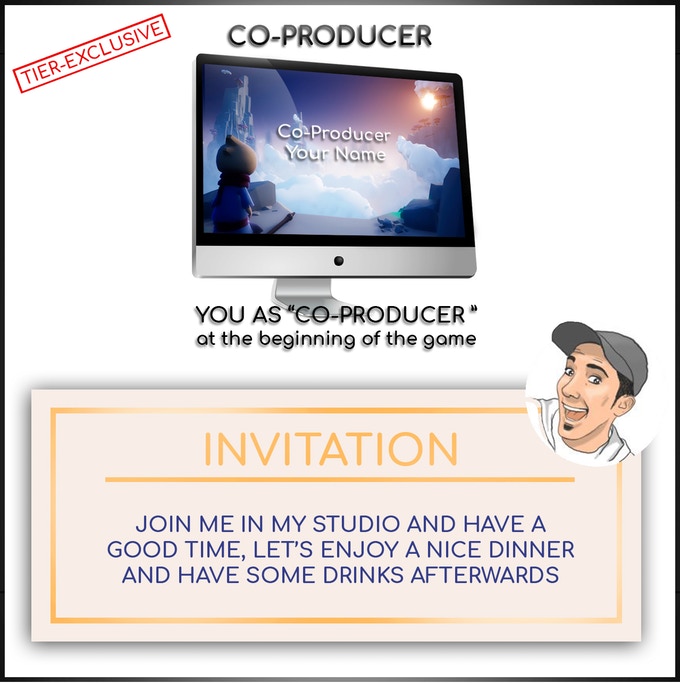 TIER-EXCLUSIVE
CO-PRODUCER
Co-Producer
Your Name
YOU AS “CO-PRODUCER ”
at the beginning of the game
INVITATION
JOIN ME IN MY STUDIO AND HAVE A
GOOD TIME, LET’S ENJOY A NICE DINNER
AND HAVE SOME DRINKS AFTERWARDS